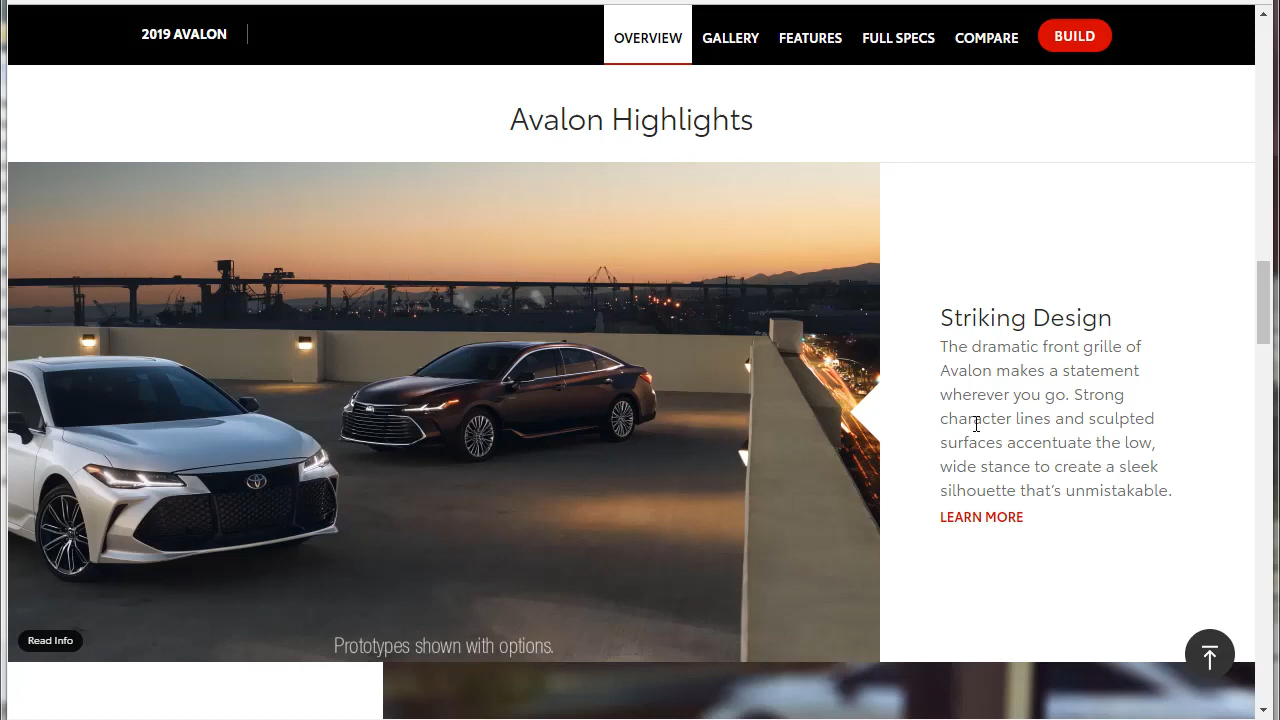 2019 AVALON
OVERVIEW
GALLERY
FEATURES
FULL SPECS
COMPARE
BUILD
Avalon Highlights
Striking Design
The dramatic front grille of
Avalon makes a statement
wherever you go. Strong
character lines and sculpted
surfaces accentuate the low,
wide stance to create a sleek
silhouette that’s unmistakable.
LEARN MORE
Read Info
Prototypes shown with options.